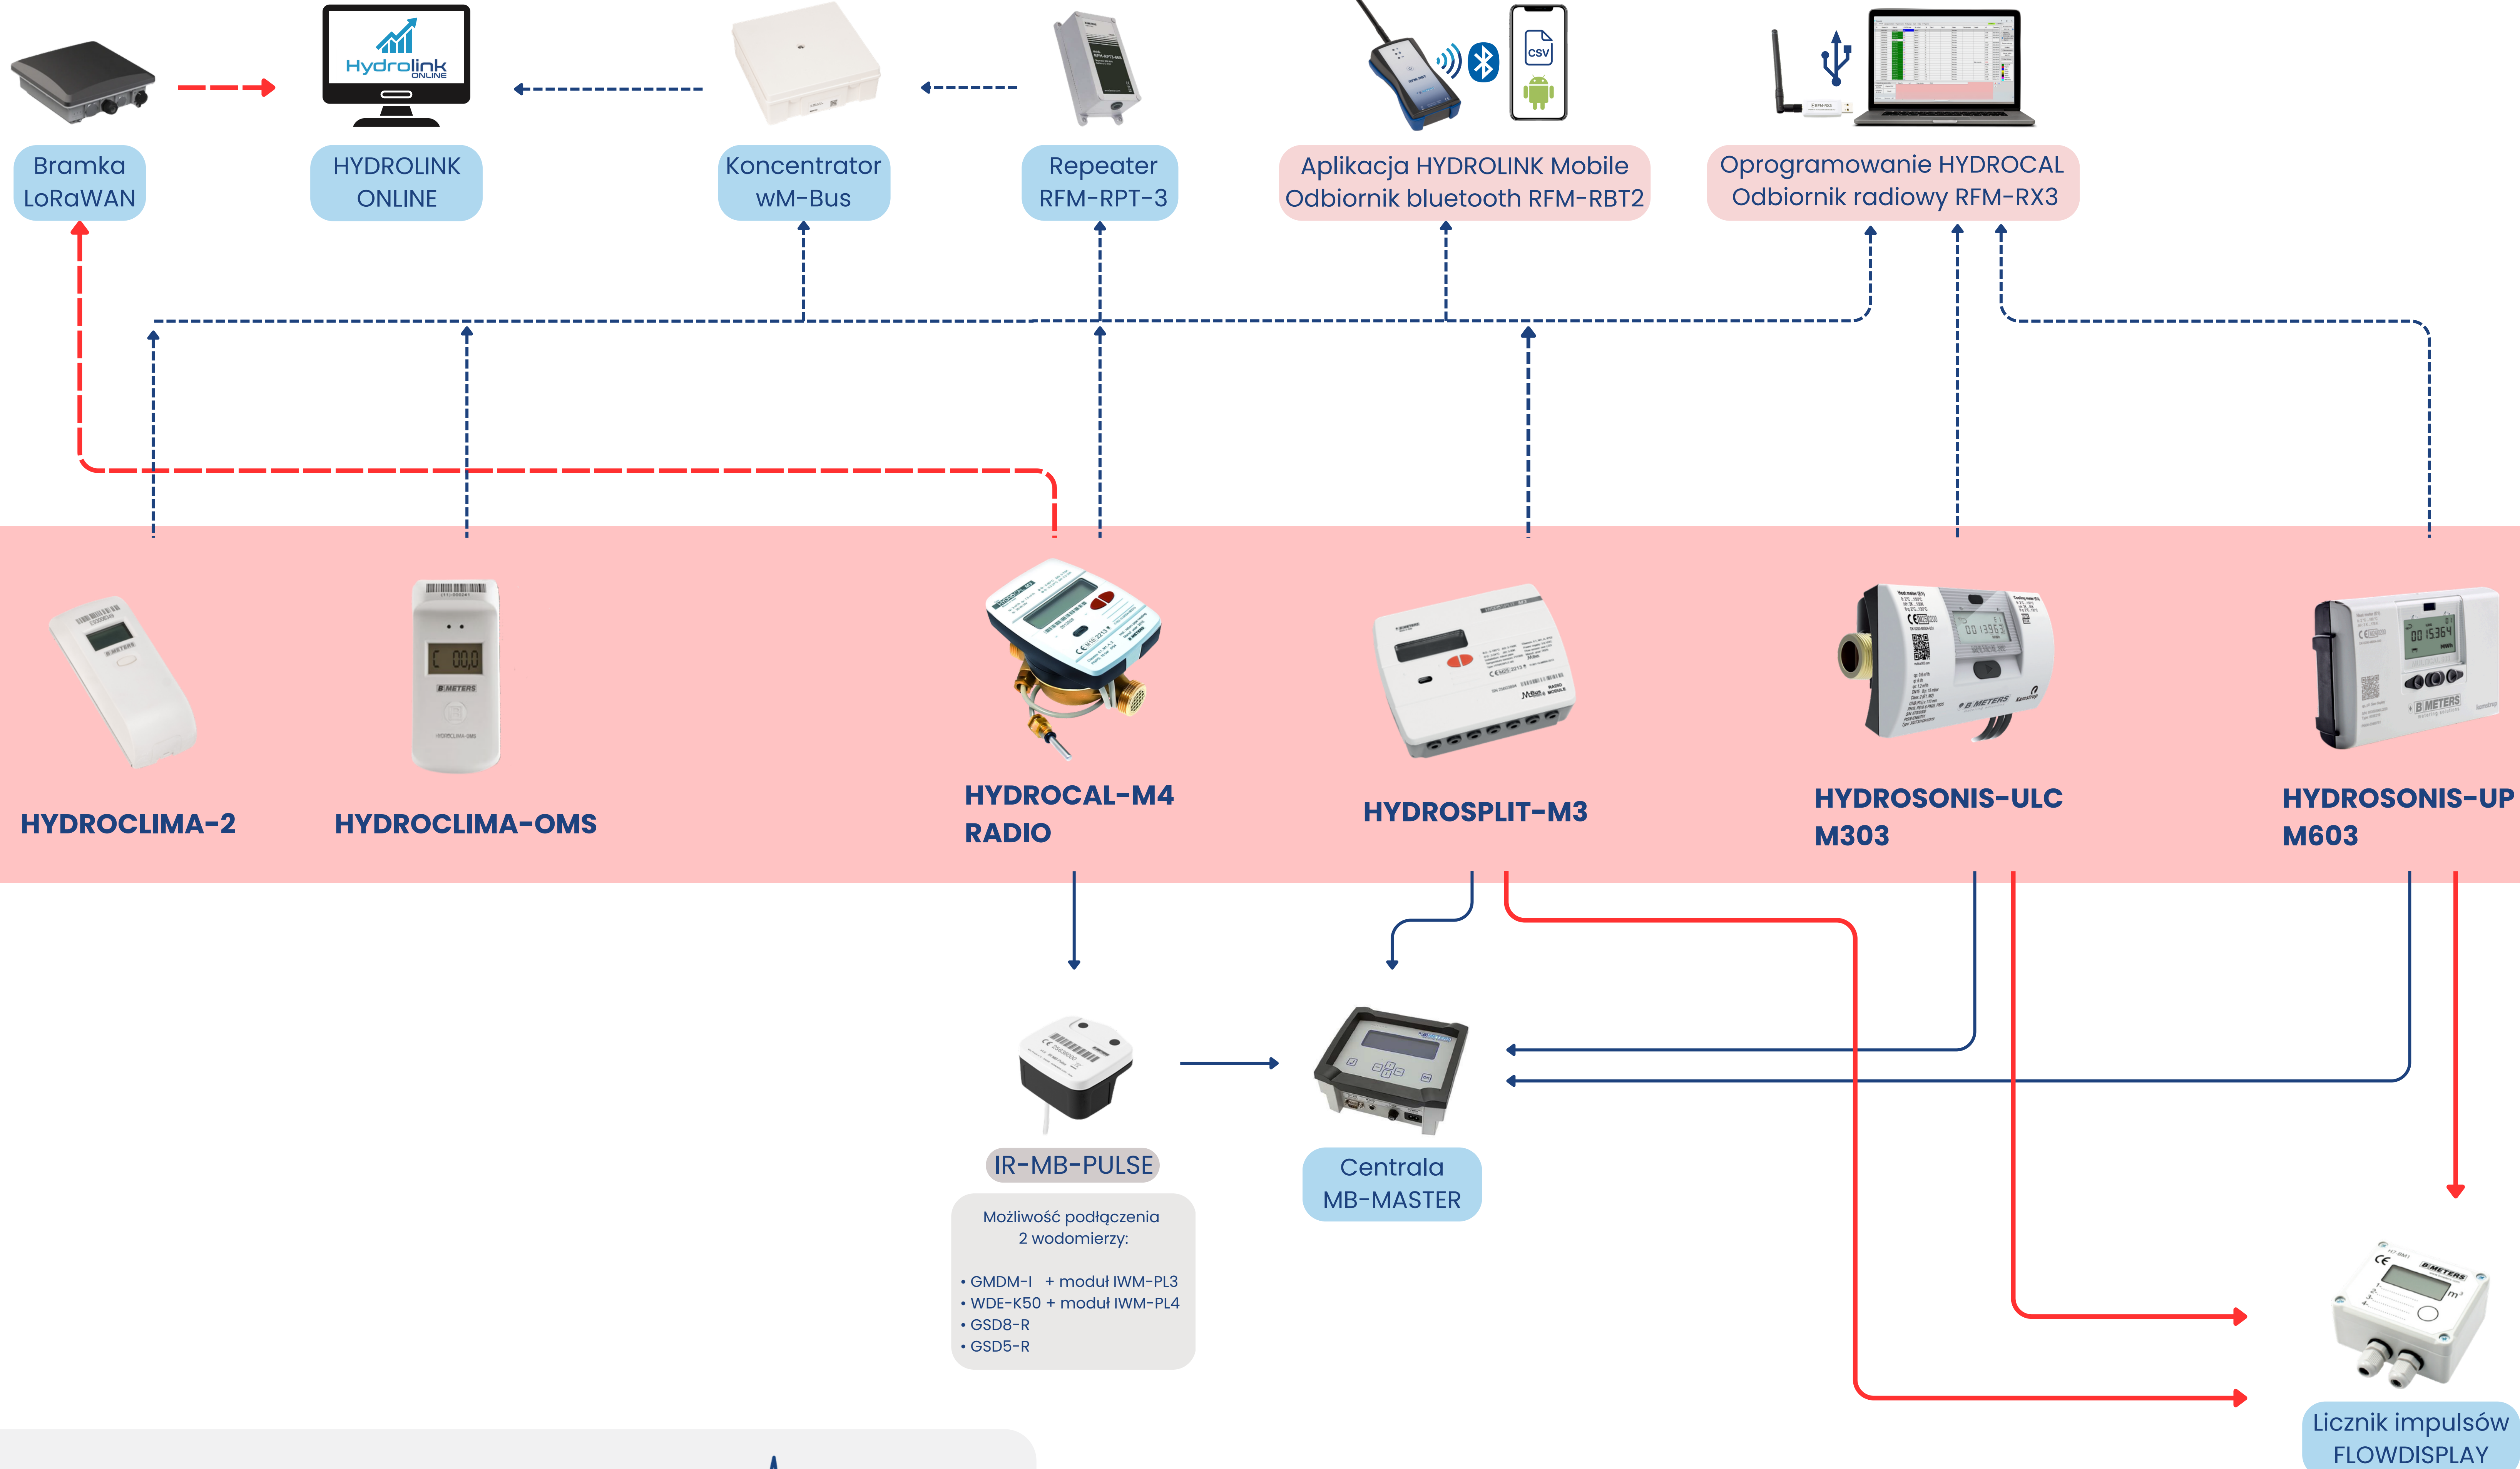 Hydrolink
ONLINE
CSV
Bramka
LoRaWAN
HYDROLINK
ONLINE
Koncentrator
wM-Bus
Repeater
RFM-RPT-3
Aplikacja HYDROLINK Mobile
Odbiornik bluetooth RFM-RBT2
Oprogramowanie HYDROCAL
Odbiornik radiowy RFM-RX3
HYDROCLIMA-2
HYDROCLIMA-OMS
HYDROCAL-M4
RADIO
HYDROSPLIT-M3
HYDROSONIS-ULC
M303
HYDROSONIS-UP
M603
IR-MB-PULSE
Możliwość podłączenia
2 wodomierzy:
• GMDM-I + moduł IWM-PL3
• WDE-K50 + moduł IWM-PL4
• GSD8-R
• GSD5-R
Centrala
MB-MASTER
B METERS
m³
Licznik impulsów
FLOWDISPLAY